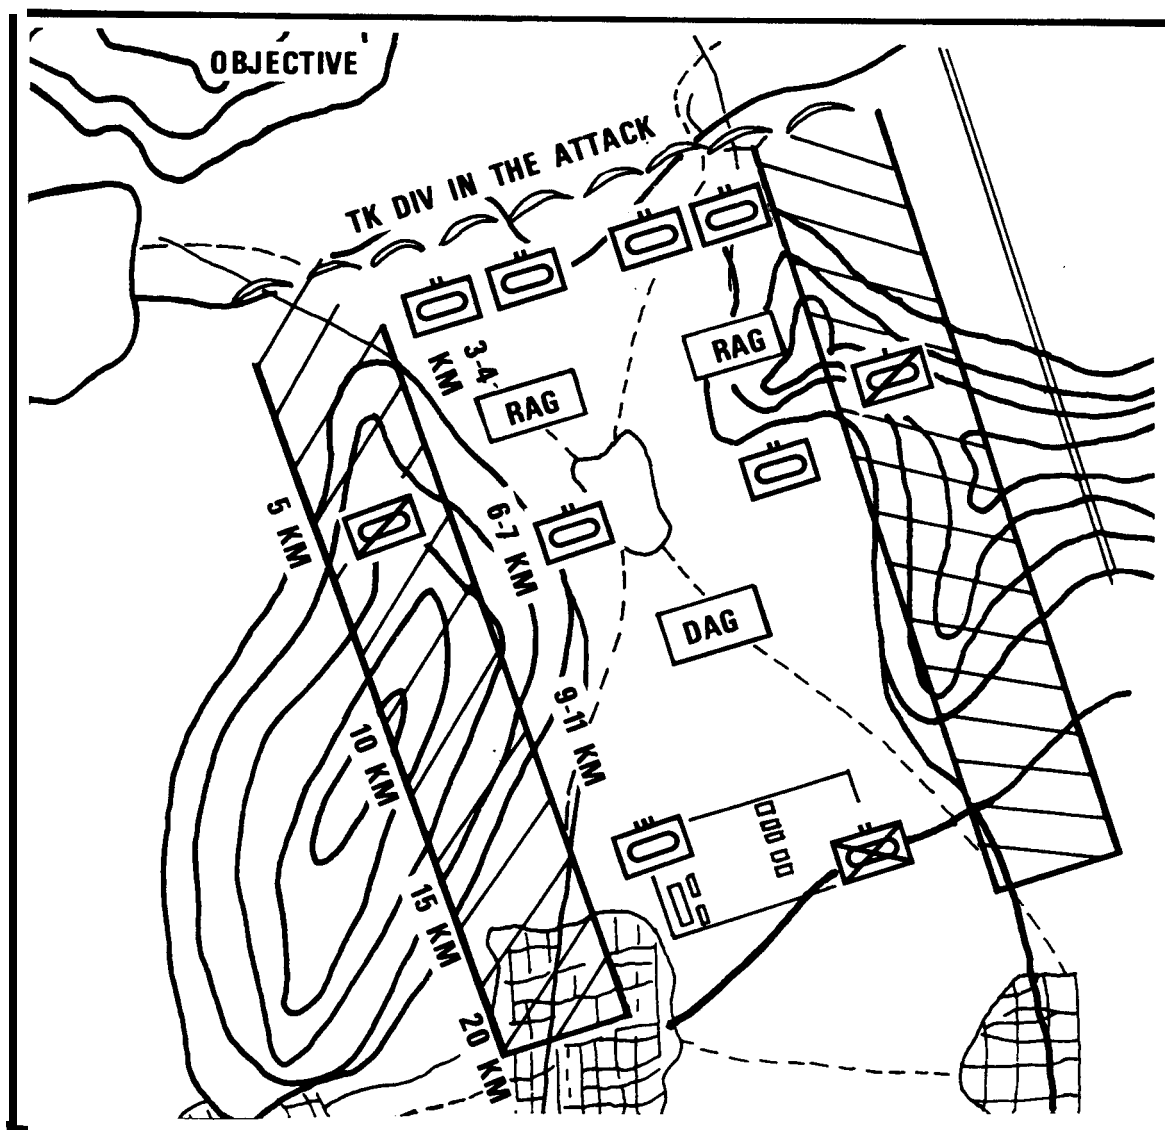 OBJECTIVE
TK DIV IN THE ATTACK
3-4
KM
RAG
RAG
5 KM
6-7 KM
DAG
9-11 KM
10 KM
15 KM
20 KM